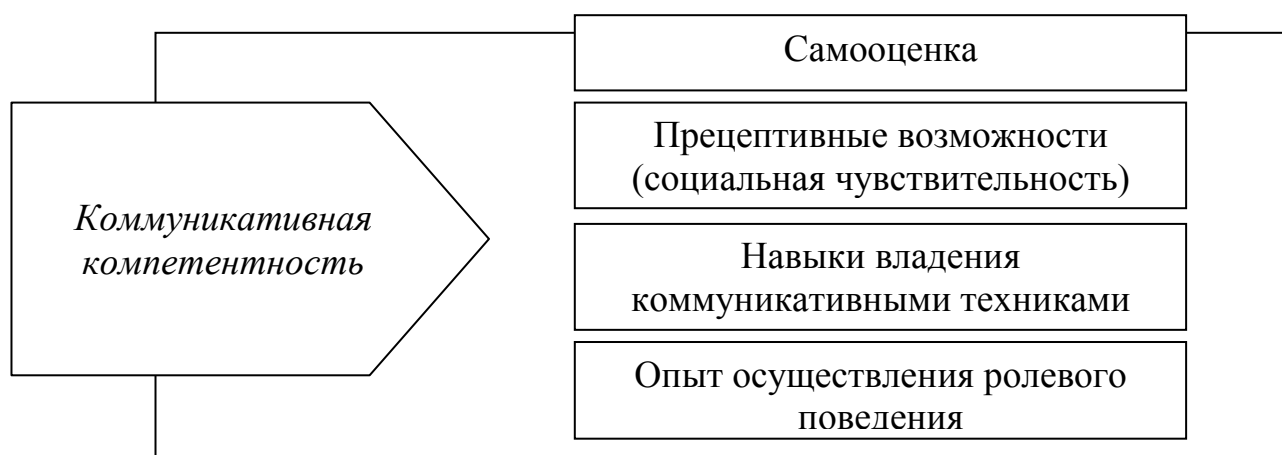 Самооценка
Прецептивные возможности
(социальная чувствительность)
Коммуникативная
компетентность
Навыки владения
коммуникативными техниками
Опыт осуществления ролевого
поведения